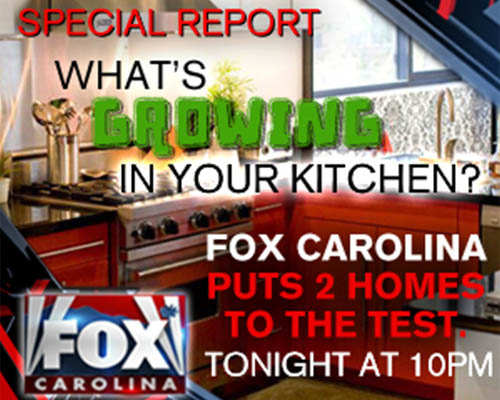 SPECIAL REPORT
WHAT'S
GROWING
IN YOUR KITCHEN?
FOX CAROLINA
PUTS 2 HOMES
TO THE TEST.
TONIGHT AT 10PM
FOX
CAROLINA